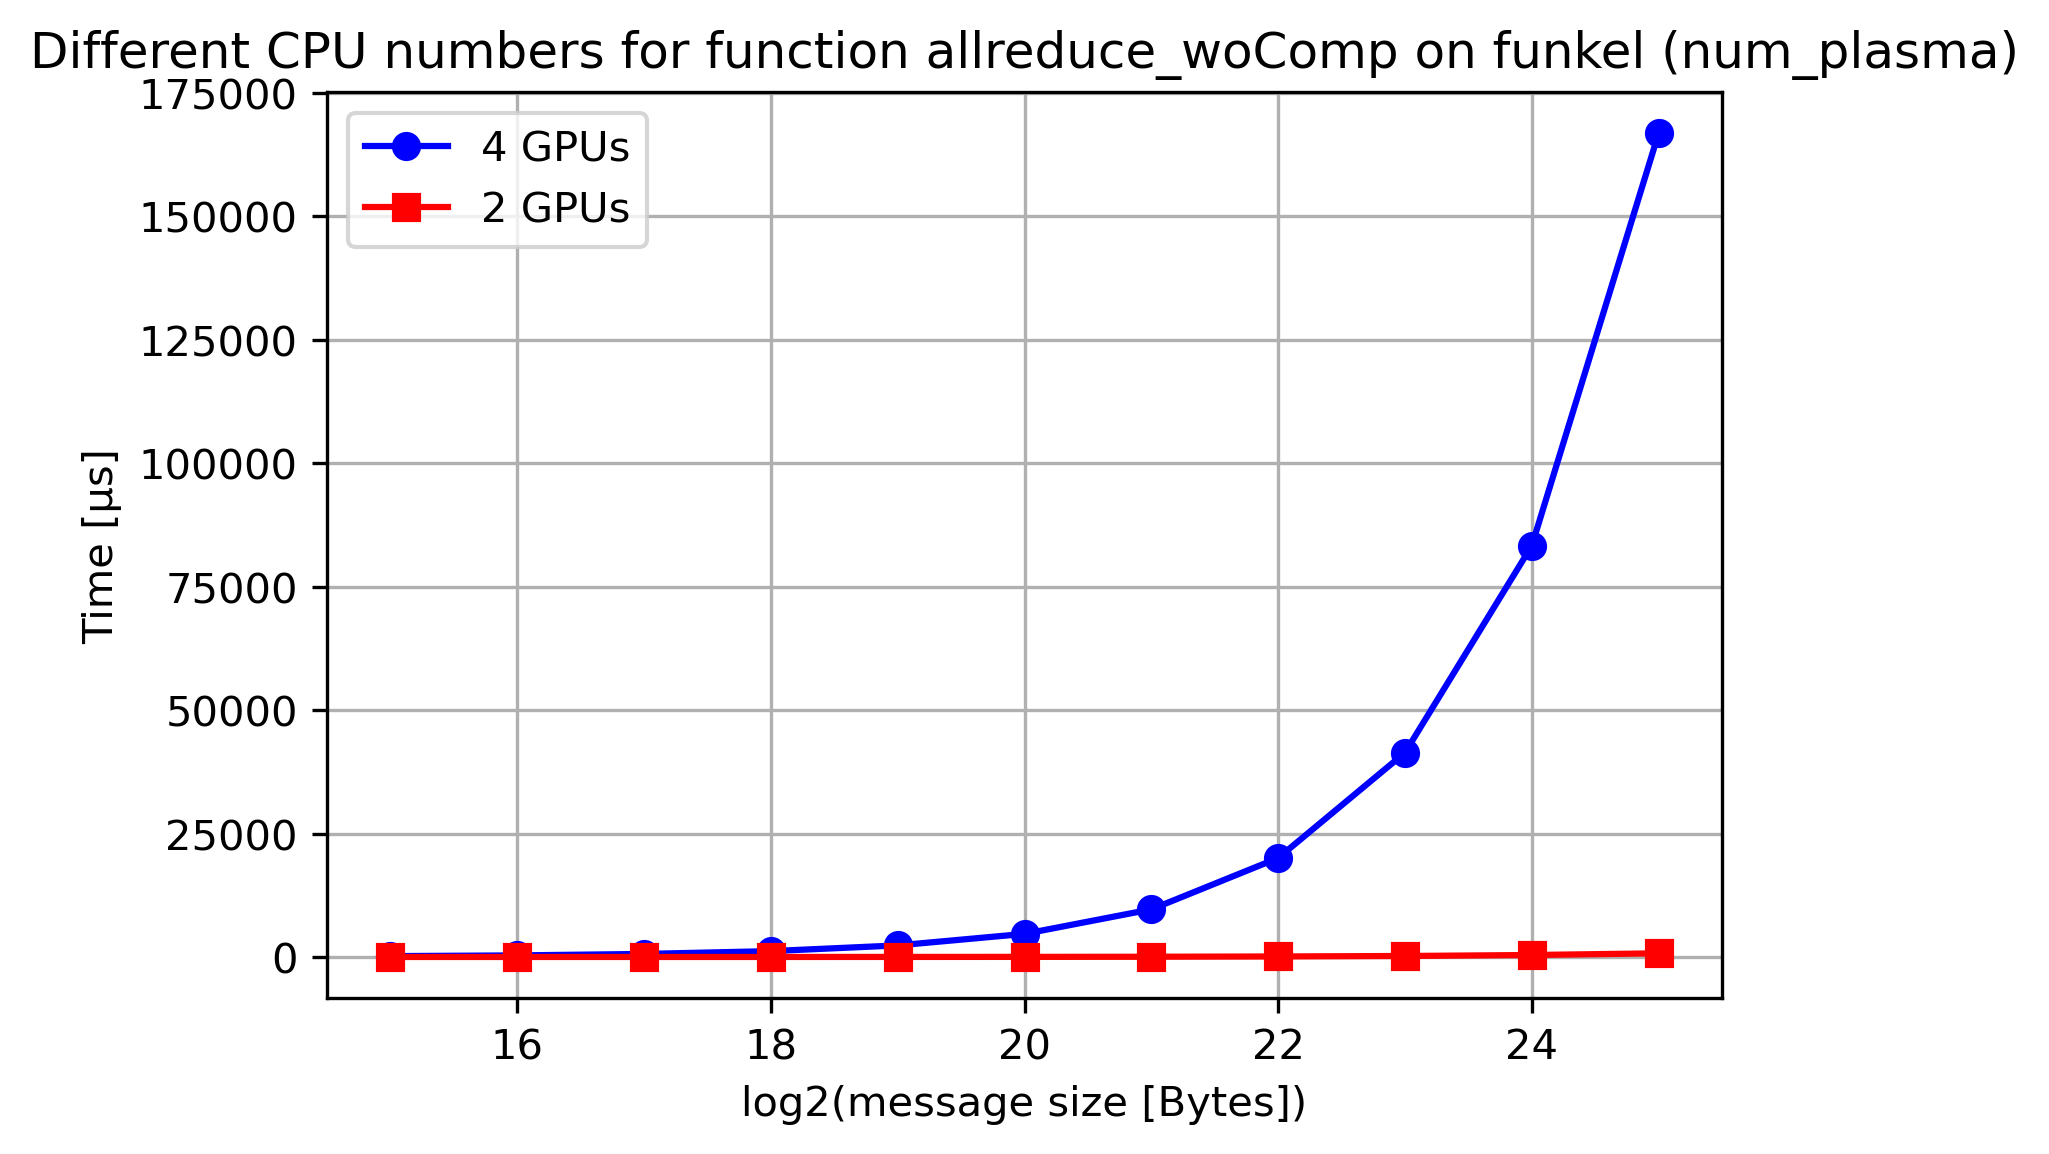 Different CPU numbers for function allreduce_woComp on funkel (num_plasma)
175000
150000
125000
100000
75000
50000
25000
0
Time [µs]
4 GPUs
2 GPUs
16 18 20 22 24
log2(message size [Bytes])